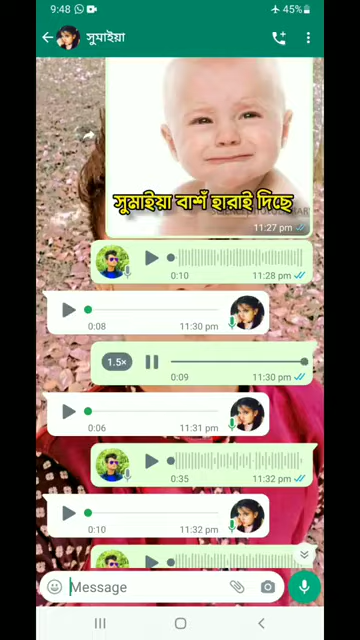 9:48
45%
সুমাইয়া
সুমাইয়া বাশঁ হারাই দিছে
11:27 pm
0:10
11:28 pm
0:08
11:30 pm
1.5×
0:09
11:30 pm
0:06
11:31 pm
0:35
11:32 pm
0:10
11:32 pm
Message